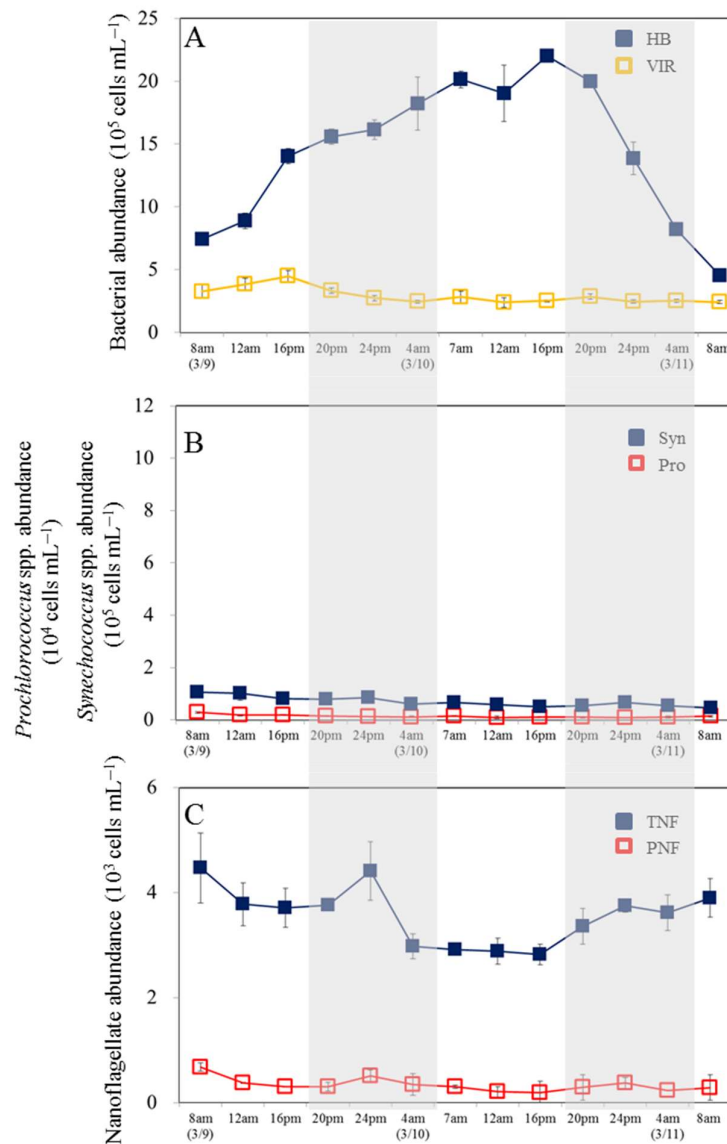 A
HB
VIR
Bacterial abundance (10⁵ cells mL⁻¹)
25
20
15
10
5
0
8am 12am 16pm 20pm 24pm 4am 7am 12am 16pm 20pm 24pm 4am 8am
(3/9) (3/10) (3/11)
B
Syn
Pro
Prochlorococcus spp. abundance
(10⁴ cells mL⁻¹)
Synechococcus spp. abundance
(10⁵ cells mL⁻¹)
12
10
8
6
4
2
0
8am 12am 16pm 20pm 24pm 4am 7am 12am 16pm 20pm 24pm 4am 8am
(3/9) (3/10) (3/11)
C
TNF
PNF
Nanoflagellate abundance (10³ cells mL⁻¹)
6
4
2
0
8am 12am 16pm 20pm 24pm 4am 7am 12am 16pm 20pm 24pm 4am 8am
(3/9) (3/10) (3/11)